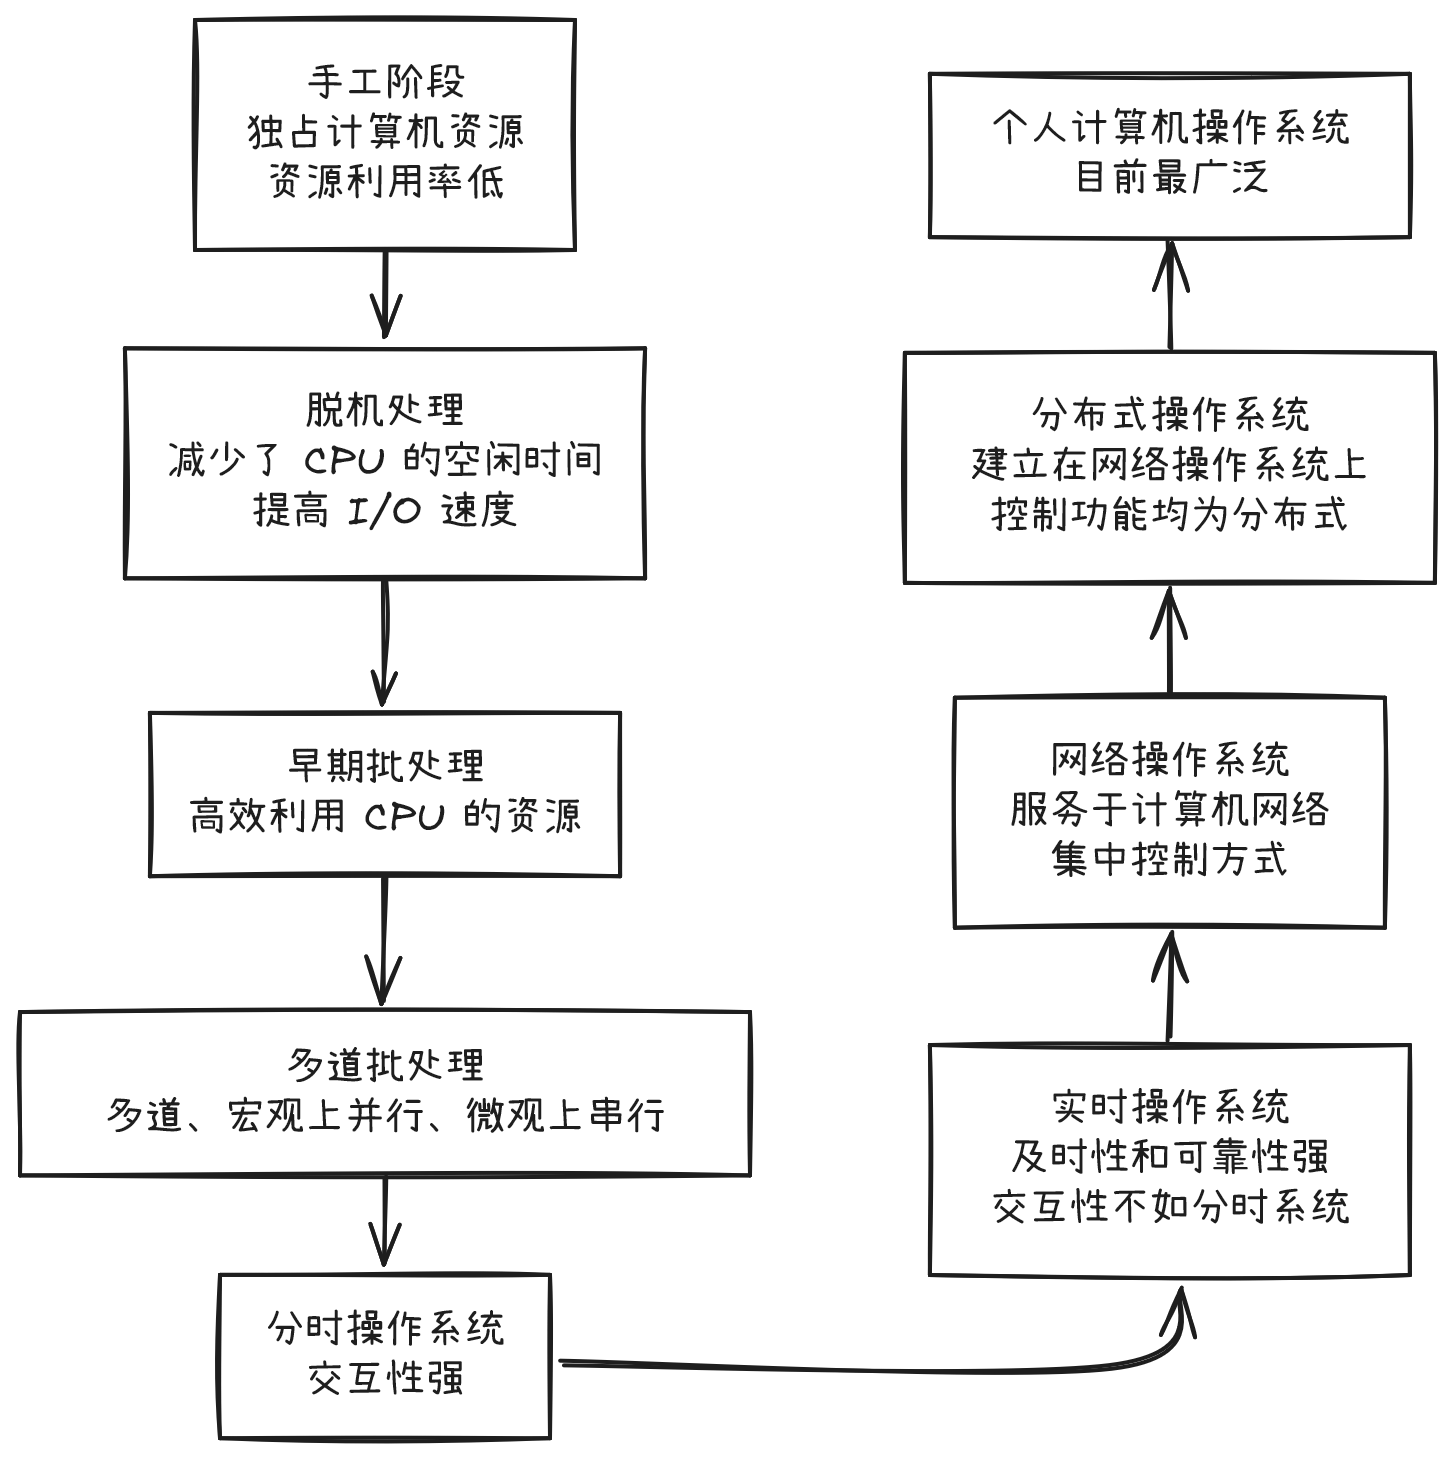 手工阶段
独占计算机资源
资源利用率低
脱机处理
减少了 CPU 的空闲时间
提高 I/O 速度
早期批处理
高效利用 CPU 的资源
多道批处理
多道、宏观上并行、微观上串行
分时操作系统
交互性强
实时操作系统
及时性和可靠性强
交互性不如分时系统
网络操作系统
服务于计算机网络
集中控制方式
分布式操作系统
建立在网络操作系统上
控制功能均为分布式
个人计算机操作系统
目前最广泛